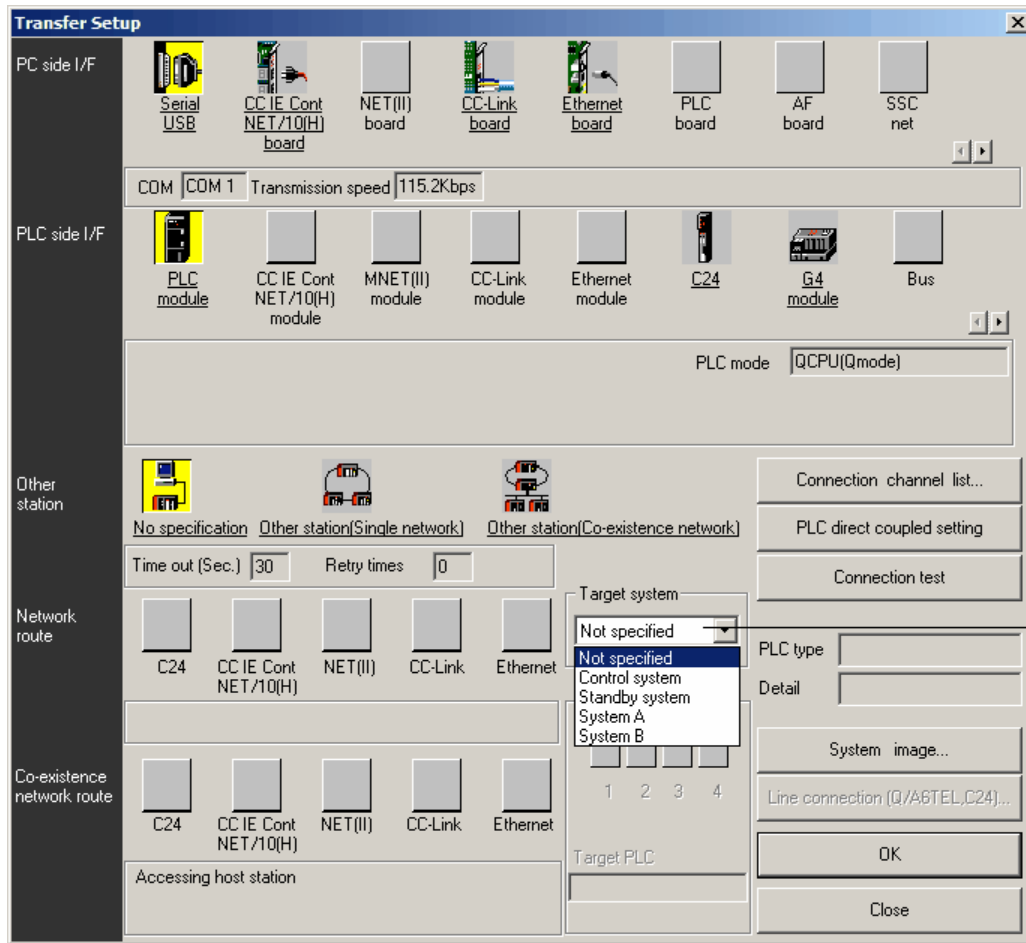 Transfer Setup
PC side I/F
Serial
USB
CC IE Cont
NET/10(H)
board
NET(II)
board
CC-Link
board
Ethernet
board
PLC
board
AF
board
SSC
net
COM COM 1 Transmission speed 115.2Kbps
PLC side I/F
PLC
module
CC IE Cont
NET/10(H)
module
MNET(II)
module
CC-Link
module
Ethernet
module
C24
G4
module
Bus
PLC mode QCPU(Qmode)
Other
station
No specification
Other station(Single network)
Other station(Co-existence network)
Time out (Sec.) 30 Retry times 0
Connection channel list...
PLC direct coupled setting
Connection test
Network
route
C24
CC IE Cont
NET/10(H)
NET(II)
CC-Link
Ethernet
Target system
Not specified
Not specified
Control system
Standby system
System A
System B
1 2 3 4
Target PLC
PLC type
Detail
System image...
Line connection (Q/A6TEL,C24)...
OK
Close
Co-existence
network route
C24
CC IE Cont
NET/10(H)
NET(II)
CC-Link
Ethernet
Accessing host station